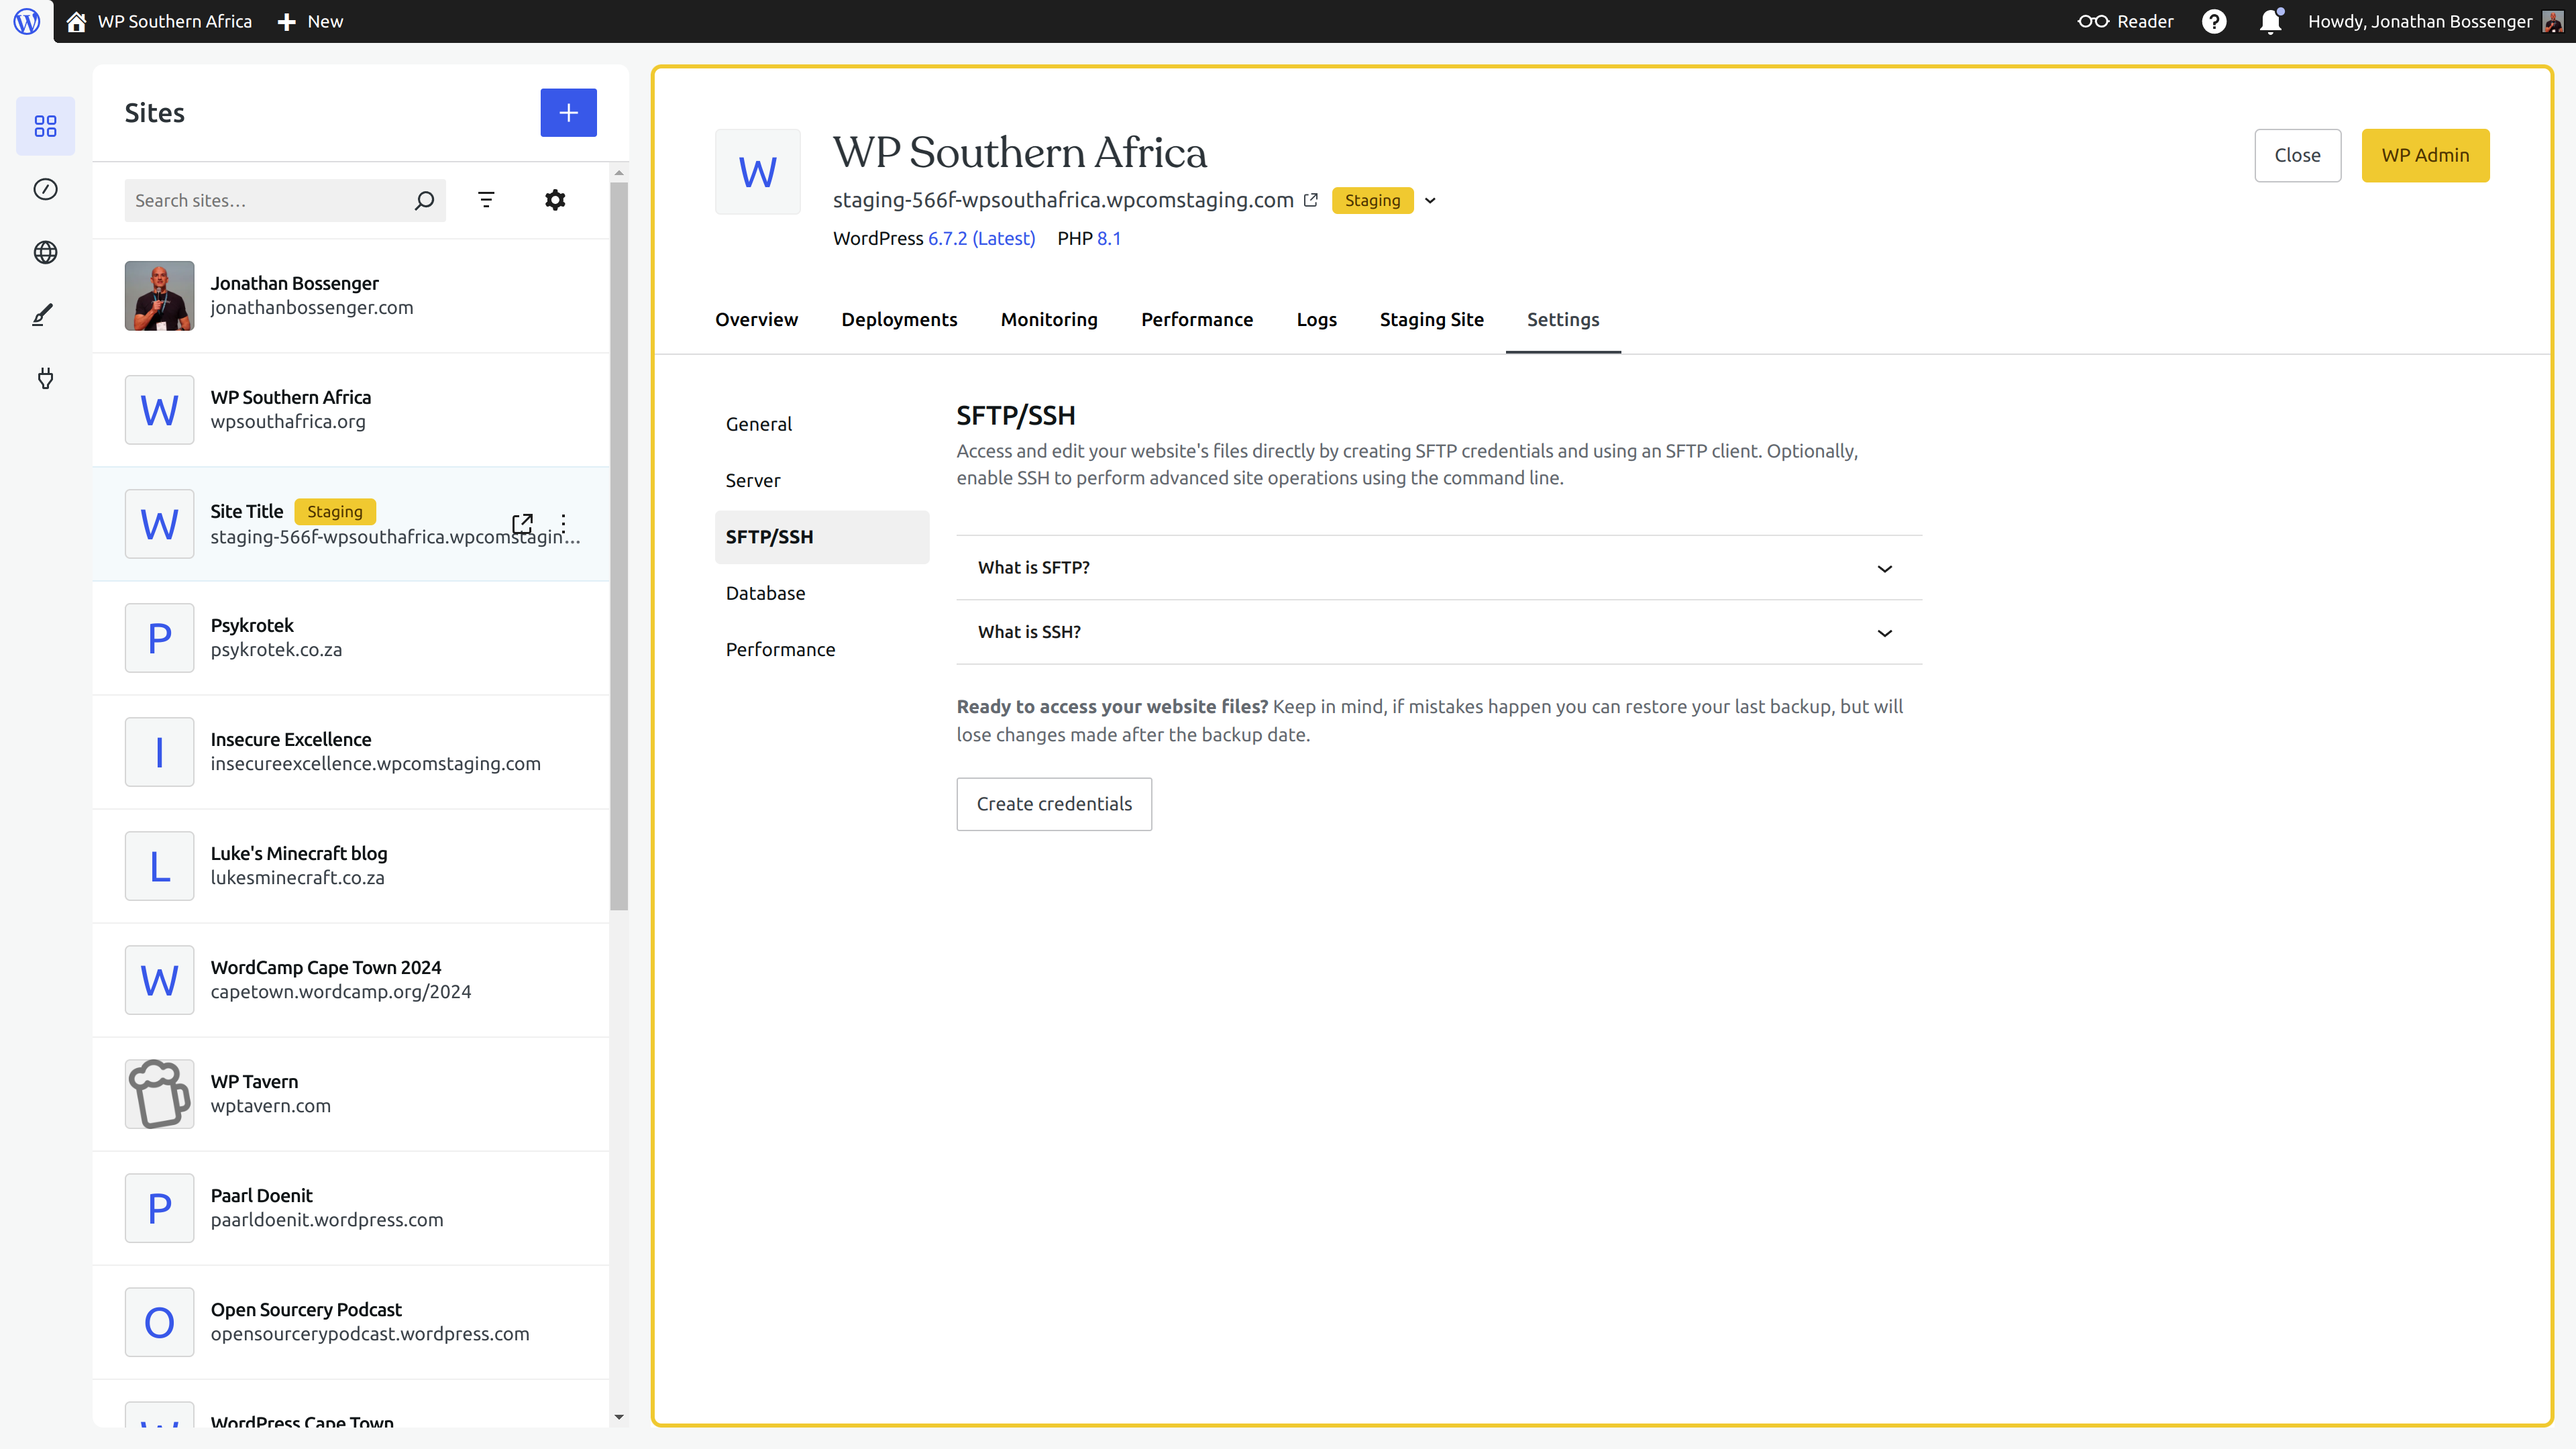 WP Southern Africa
New
Reader
Howdy, Jonathan Bossenger
Sites
Search sites...
Jonathan Bossenger
jonathanbossenger.com
W
WP Southern Africa
wpsouthafrica.org
W
Site Title
Staging
staging-566f-wpsouthafrica.wpcomstagin...
P
Psykrotek
psykrotek.co.za
I
Insecure Excellence
insecureexcellence.wpcomstaging.com
L
Luke's Minecraft blog
lukesminecraft.co.za
W
WordCamp Cape Town 2024
capetown.wordcamp.org/2024
WP Tavern
wptavern.com
P
Paarl Doenit
paarldoenit.wordpress.com
O
Open Sourcery Podcast
opensourcerypodcast.wordpress.com
W
WordPress Cape Town
W
WP Southern Africa
staging-566f-wpsouthafrica.wpcomstaging.com
Staging
WordPress 6.7.2 (Latest) PHP 8.1
Close
WP Admin
Overview
Deployments
Monitoring
Performance
Logs
Staging Site
Settings
General
Server
SFTP/SSH
Database
Performance
SFTP/SSH
Access and edit your website's files directly by creating SFTP credentials and using an SFTP client. Optionally,
enable SSH to perform advanced site operations using the command line.
What is SFTP?
What is SSH?
Ready to access your website files? Keep in mind, if mistakes happen you can restore your last backup, but will
lose changes made after the backup date.
Create credentials